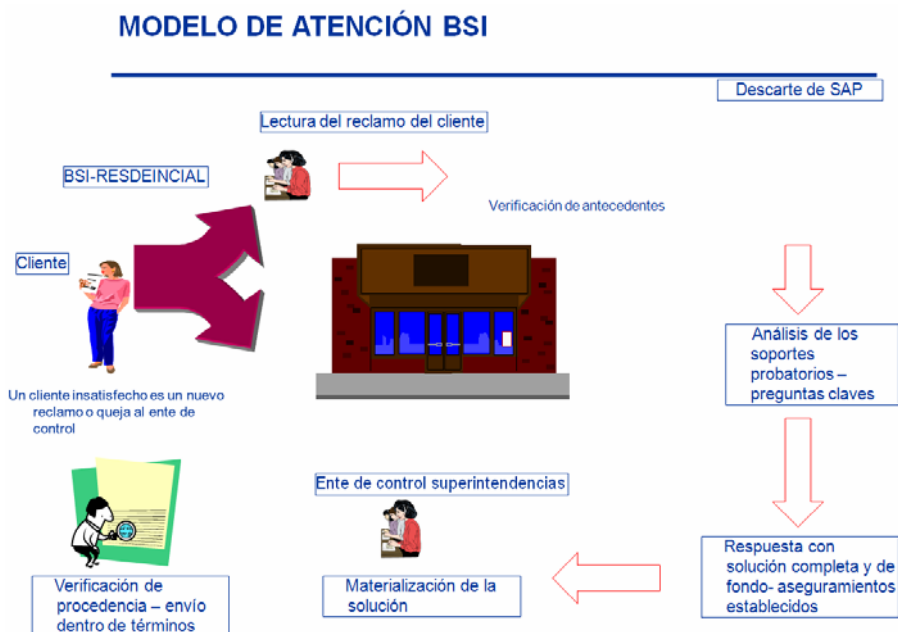 MODELO DE ATENCIÓN BSI
Descarte de SAP
Lectura del reclamo del cliente
BSI-RESDEINCIAL
Verificación de antecedentes
Cliente
Análisis de los
soportes
probatorios –
preguntas claves
Un cliente insatisfecho es un nuevo
reclamo o queja al ente de
control
Ente de control superintendencias
Respuesta con
solución completa y de
fondo- aseguramientos
establecidos
Materialización de la
solución
Verificación de
procedencia – envío
dentro de términos